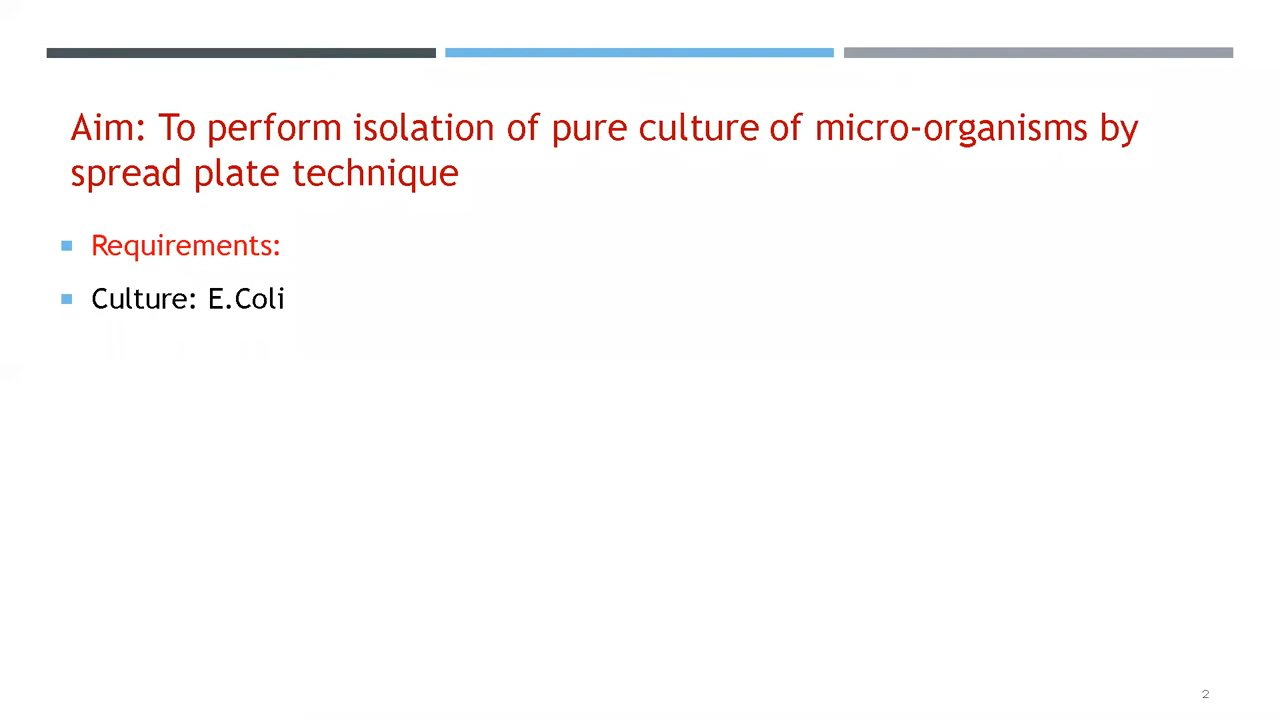 Aim: To perform isolation of pure culture of micro-organisms by
spread plate technique
Requirements:
Culture: E.Coli
2